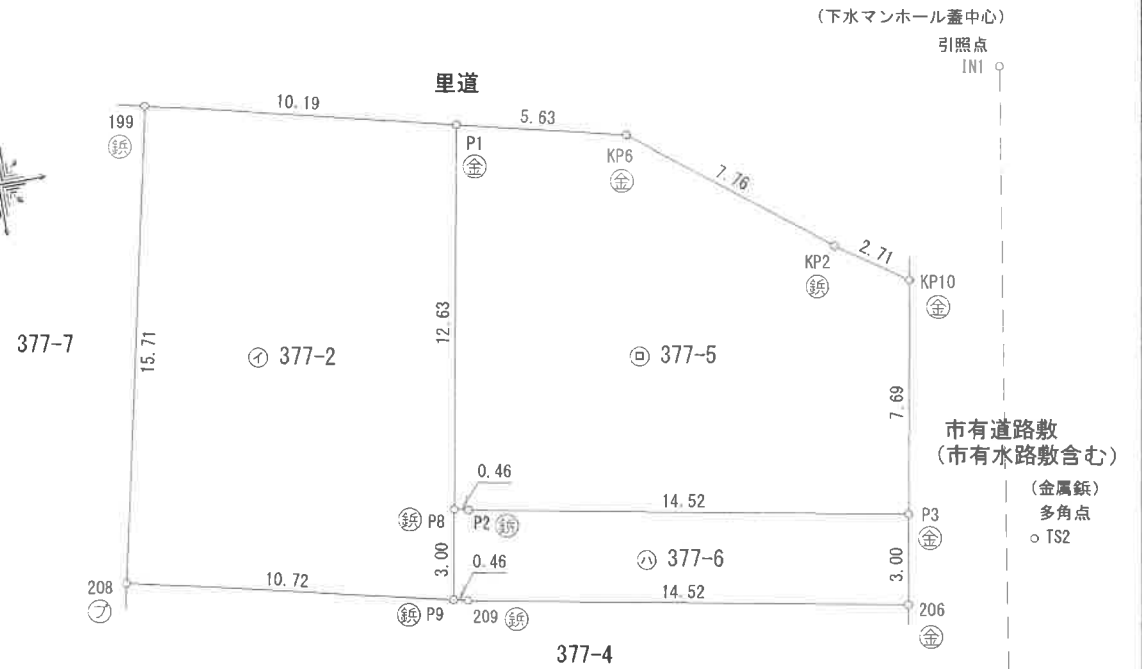 (下水マンホール蓋中心)
引照点
IN1
里道
10.19
5.63
199
鋲
P1
金
KP6
金
7.76
KP2
鋲
2.71
KP10
金
377-7
15.71
㋑ 377-2
12.63
㋺ 377-5
7.69
市有道路敷
(市有水路敷含む)
(金属鋲)
多角点
TS2
0.46
14.52
鋲 P8
P2 鋲
P3
金
3.00
0.46
㋩ 377-6
3.00
14.52
208
プ
10.72
鋲 P9
209 鋲
206
金
377-4